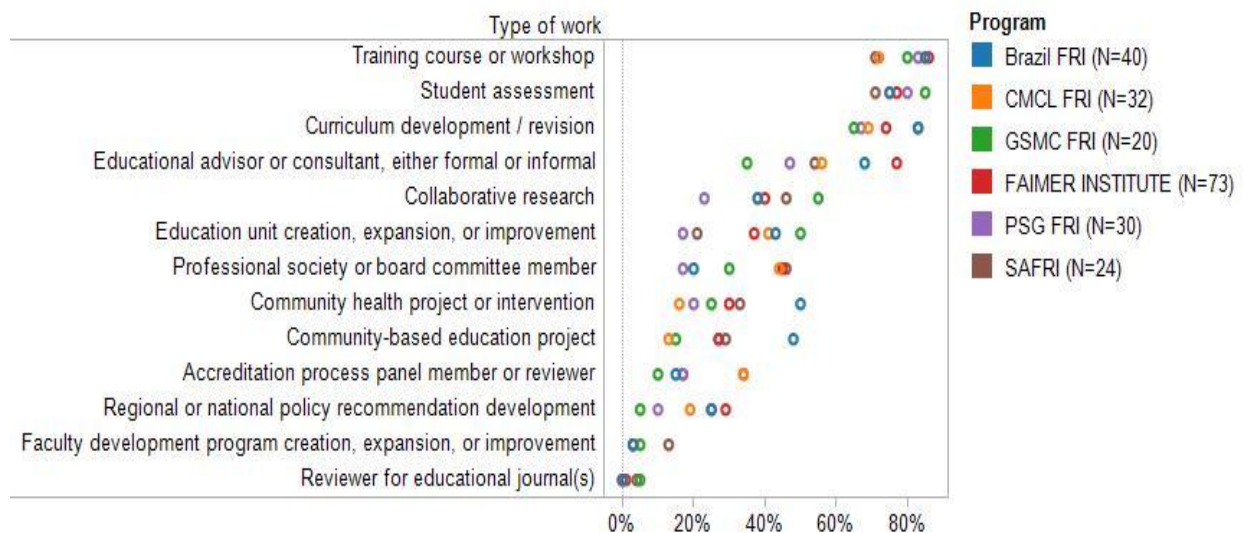 Type of work
Training course or workshop
Student assessment
Curriculum development / revision
Educational advisor or consultant, either formal or informal
Collaborative research
Education unit creation, expansion, or improvement
Professional society or board committee member
Community health project or intervention
Community-based education project
Accreditation process panel member or reviewer
Regional or national policy recommendation development
Faculty development program creation, expansion, or improvement
Reviewer for educational journal(s)
0% 20% 40% 60% 80%
Program
Brazil FRI (N=40)
CMCL FRI (N=32)
GSMC FRI (N=20)
FAIMER INSTITUTE (N=73)
PSG FRI (N=30)
SAFRI (N=24)